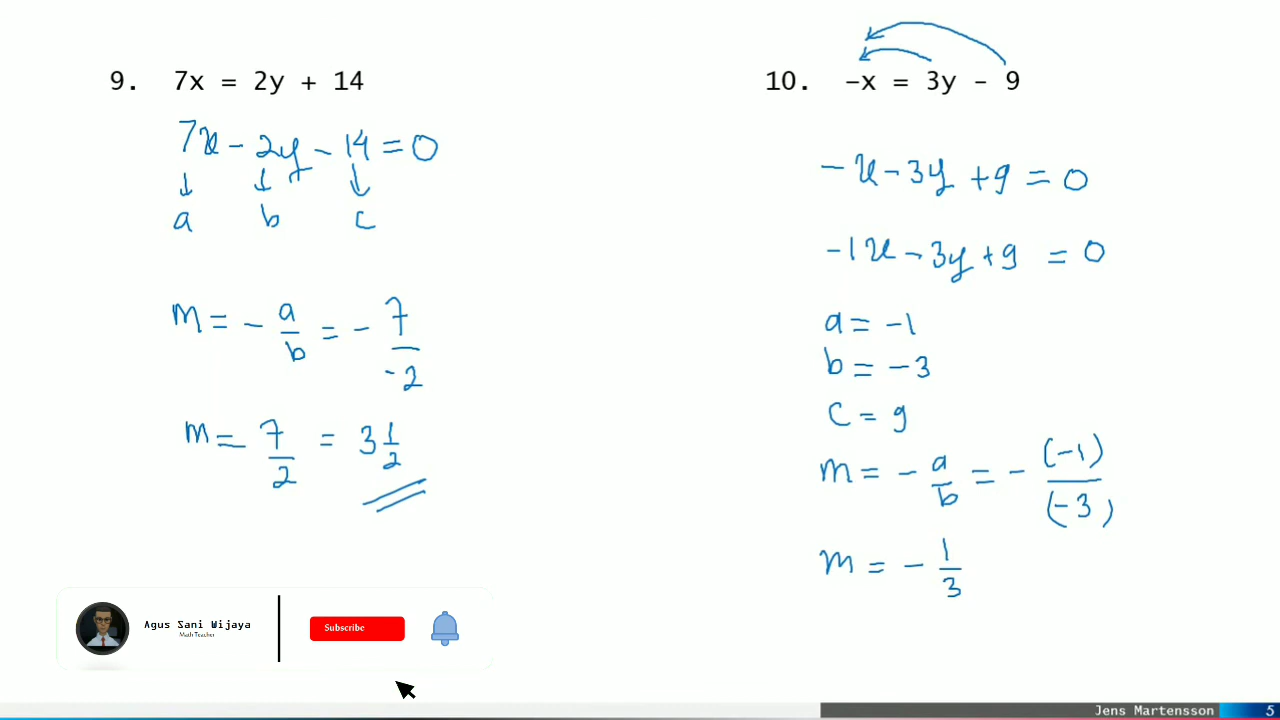 9. 7x = 2y + 14
7x - 2y - 14 = 0
a b c
m = - a/b = - 7/-2
m = 7/2 = 3 1/2
10. -x = 3y - 9
-x - 3y + 9 = 0
-1x - 3y + 9 = 0
a = -1
b = -3
c = 9
m = - a/b = - (-1)/(-3)
m = - 1/3
Agus Sani Wijaya
Math Teacher
Subscribe
Jens Martensson 5